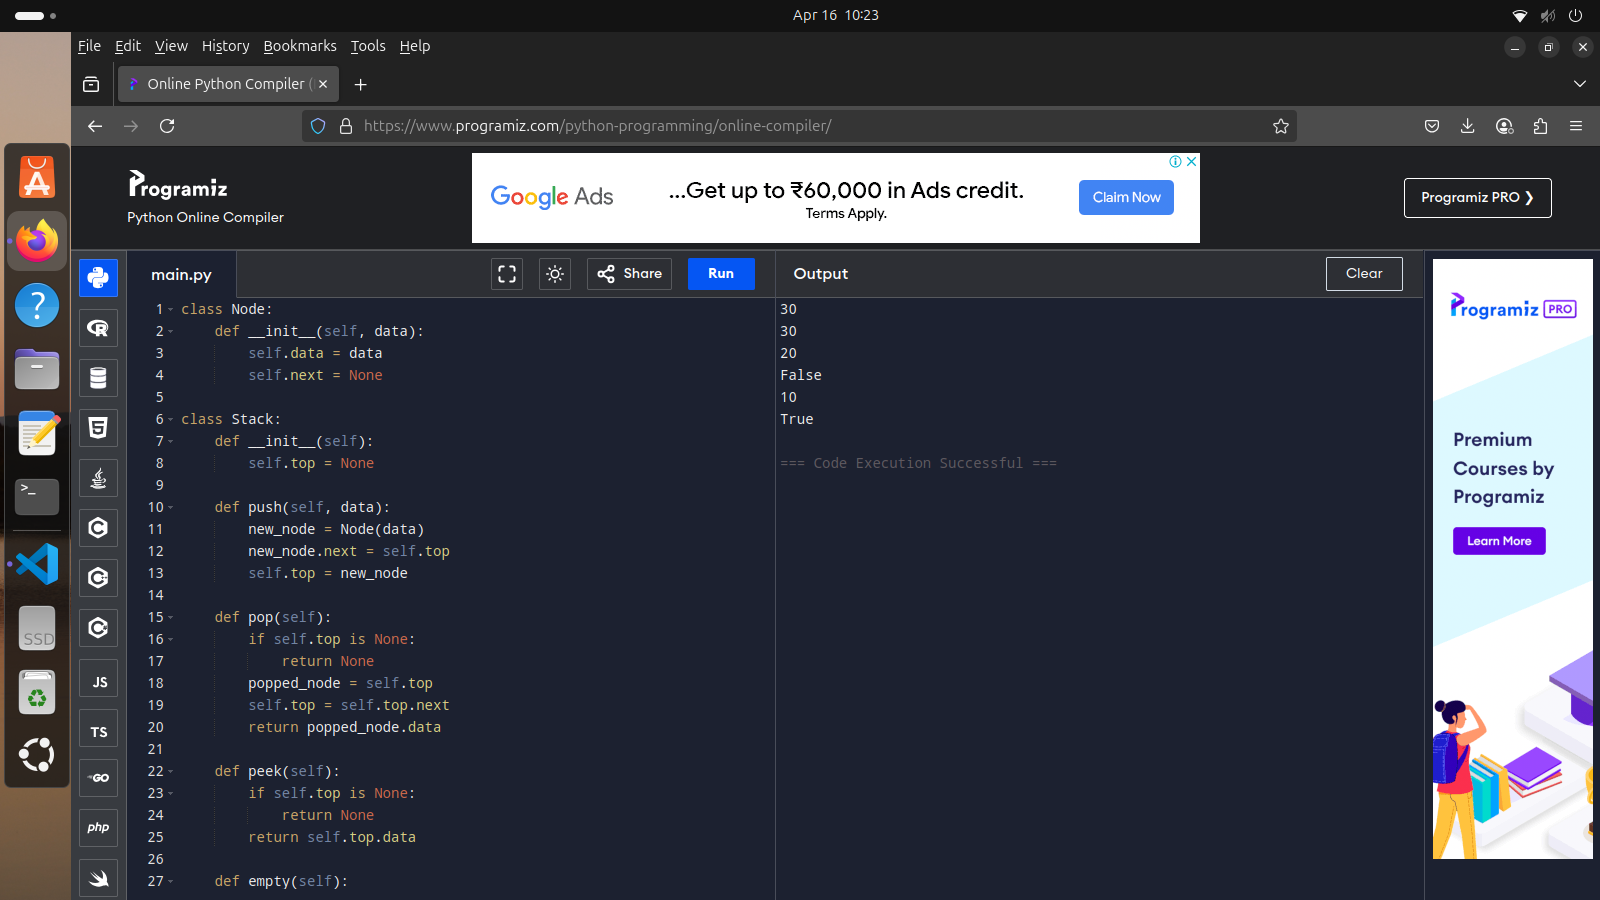 Apr 16 10:23
File Edit View History Bookmarks Tools Help
Online Python Compiler (
https://www.programiz.com/python-programming/online-compiler/
Programiz
Python Online Compiler
Google Ads
...Get up to ₹60,000 in Ads credit.
Terms Apply.
Claim Now
Programiz PRO ❯
main.py
Share
Run
Output
Clear
1 class Node:
2     def __init__(self, data):
3         self.data = data
4         self.next = None
5
6 class Stack:
7     def __init__(self):
8         self.top = None
9
10     def push(self, data):
11         new_node = Node(data)
12         new_node.next = self.top
13         self.top = new_node
14
15     def pop(self):
16         if self.top is None:
17             return None
18         popped_node = self.top
19         self.top = self.top.next
20         return popped_node.data
21
22     def peek(self):
23         if self.top is None:
24             return None
25         return self.top.data
26
27     def empty(self):
30
30
20
False
10
True
=== Code Execution Successful ===
Programiz PRO
Premium
Courses by
Programiz
Learn More
SSD
>_
?
R
5
C
C
C
JS
TS
GO
php